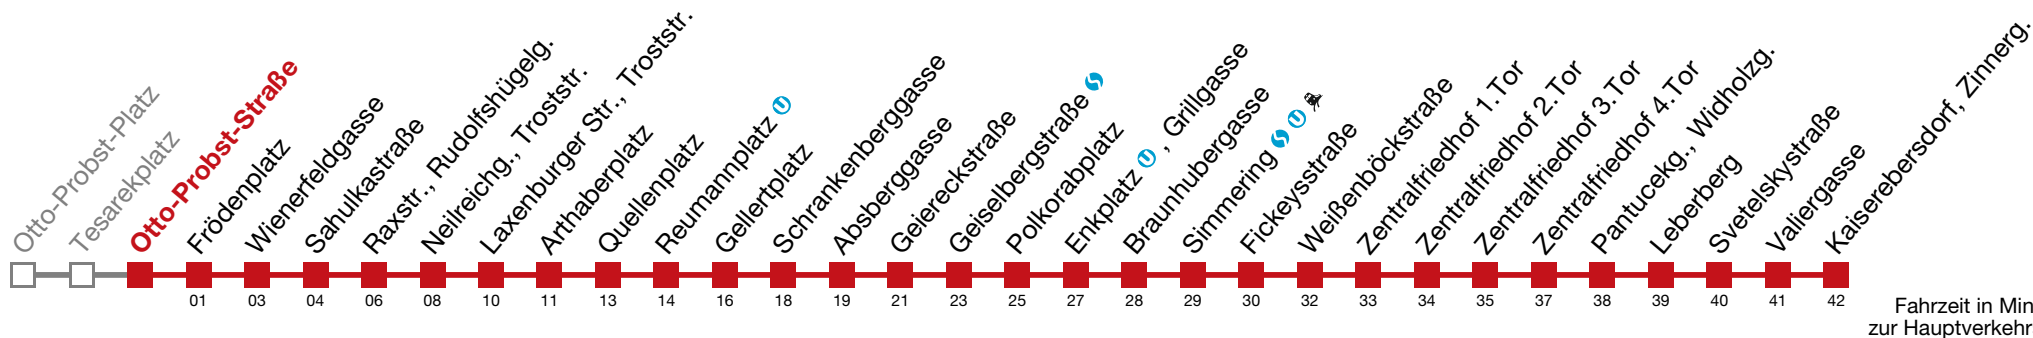 Otto-Probst-Platz
Tesarekplatz
Otto-Probst-Straße
Frödenplatz
Wienerfeldgasse
Sahulkastraße
Raxstr., Rudolfshügelg.
Neilreichg., Troststr.
Laxenburger Str., Troststr.
Arthaberplatz
Quellenplatz
Reumannplatz U
Gellertplatz
Schrankenberggasse
Absberggasse
Geiereckstraße
Geiselbergstraße S
Polkorabplatz
Enkplatz U , Grillgasse
Braunhubergasse
Simmering S U
Fickeysstraße
Weißenböckstraße
Zentralfriedhof 1.Tor
Zentralfriedhof 2.Tor
Zentralfriedhof 3.Tor
Zentralfriedhof 4.Tor
Pantucekg., Widholzg.
Leberberg
Svetelskystraße
Valiergasse
Kaiserebersdorf, Zinnerg.
01 03 04 06 08 10 11 13 14 16 18 19 21 23 25 27 28 29 30 32 33 34 35 37 38 39 40 41 42
Fahrzeit in Min
zur Hauptverkehr